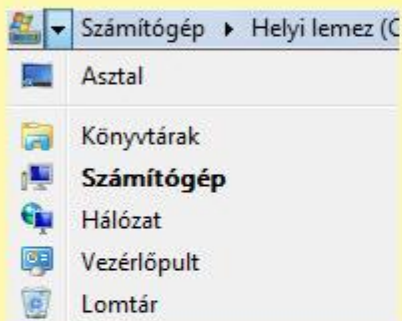 Számítógép Helyi lemez (C
Asztal
Könyvtárak
Számítógép
Hálózat
Vezérlőpult
Lomtár